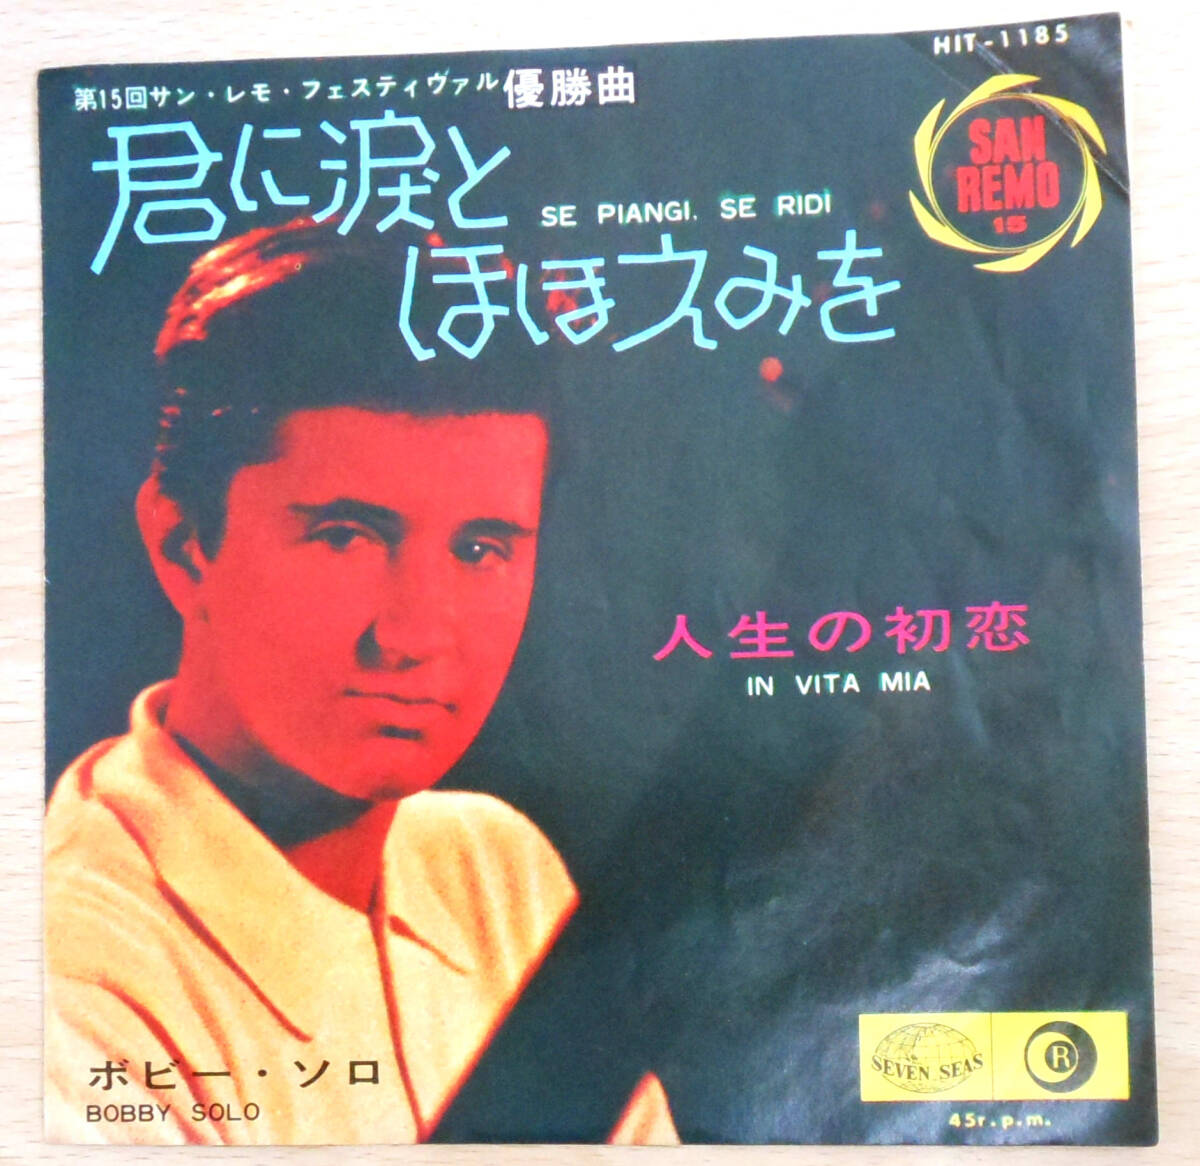 HIT-1185
第15回サン・レモ・フェスティヴァル優勝曲
君に涙と
SE PIANGI, SE RIDI
ほほえみを
SAN
REMO
15
人生の初恋
IN VITA MIA
ボビー・ソロ
BOBBY SOLO
SEVEN SEAS
R
45r.p.m.